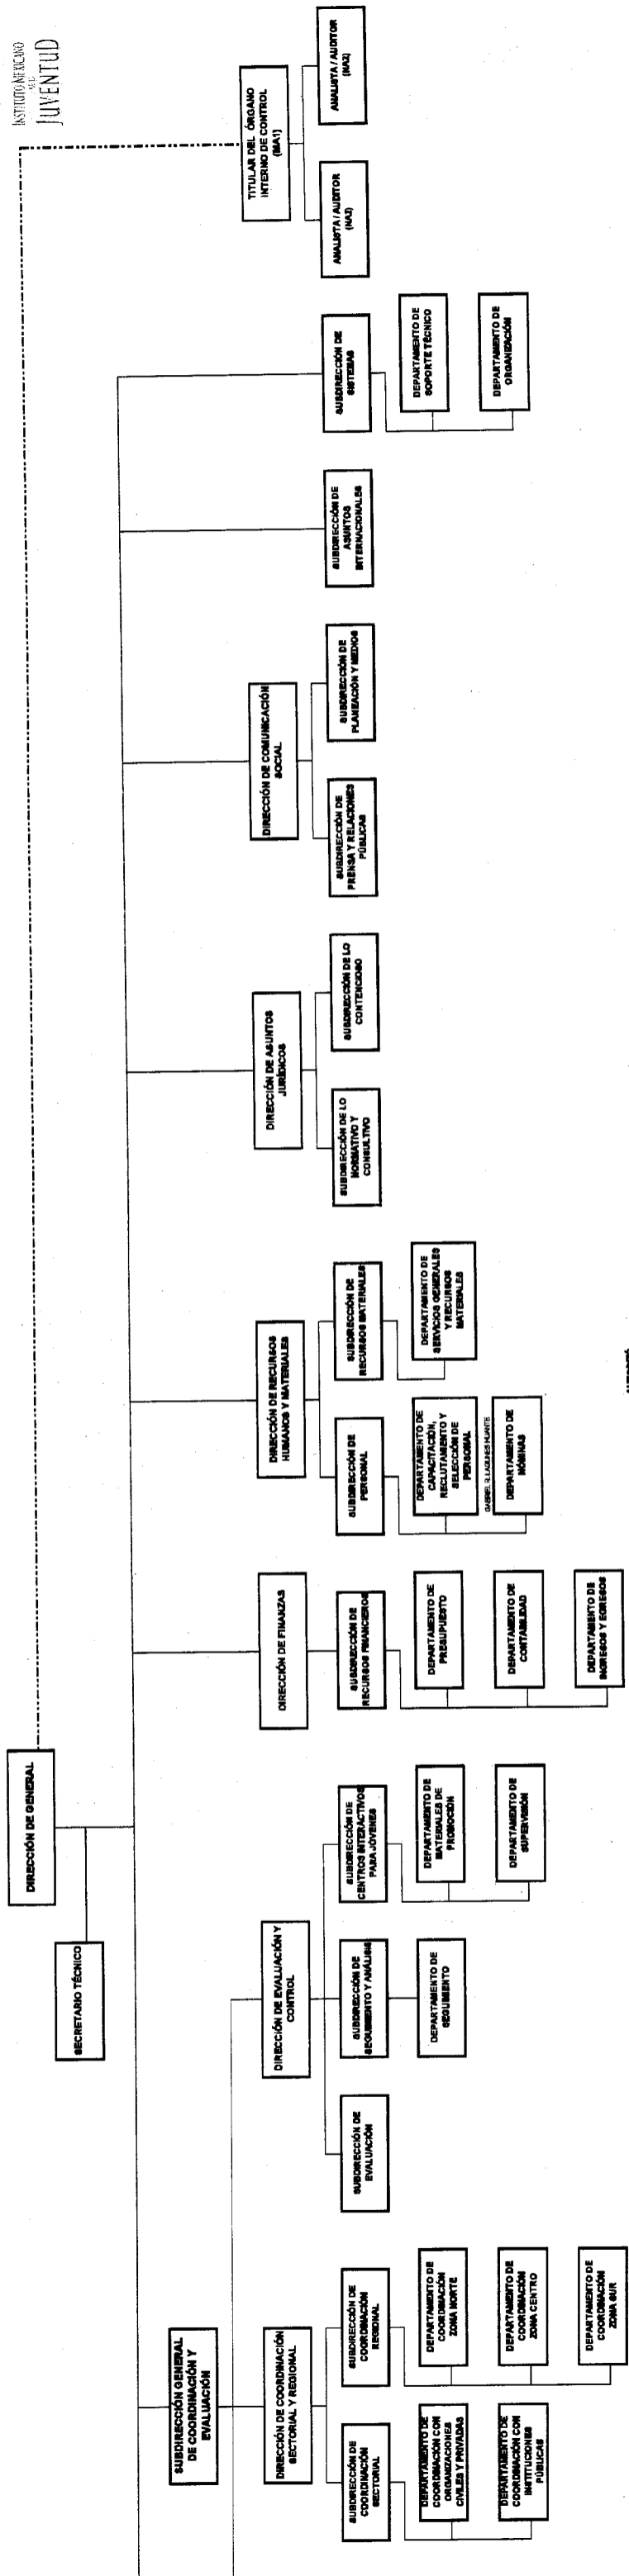 INSTITUTO MEXICANO
DE LA
JUVENTUD
DIRECCIÓN DE GENERAL
SECRETARIO TÉCNICO
SUBDIRECCIÓN GENERAL
DE COORDINACIÓN Y
EVALUACIÓN
DIRECCIÓN DE COORDINACIÓN
SECTORIAL Y REGIONAL
SUBDIRECCIÓN DE
COORDINACIÓN
SECTORIAL
DEPARTAMENTO DE
COORDINACIÓN CON
ORGANIZACIONES
CIVILES Y PRIVADAS
DEPARTAMENTO DE
COORDINACIÓN CON
INSTITUCIONES
PÚBLICAS
SUBDIRECCIÓN DE
COORDINACIÓN
REGIONAL
DEPARTAMENTO DE
COORDINACIÓN
ZONA NORTE
DEPARTAMENTO DE
COORDINACIÓN
ZONA CENTRO
DEPARTAMENTO DE
COORDINACIÓN
ZONA SUR
DIRECCIÓN DE EVALUACIÓN Y
CONTROL
SUBDIRECCIÓN DE
EVALUACIÓN
SUBDIRECCIÓN DE
SEGUIMIENTO Y ANÁLISIS
DEPARTAMENTO DE
SEGUIMIENTO
SUBDIRECCIÓN DE
CENTROS INTERACTIVOS
PARA JÓVENES
DEPARTAMENTO DE
MATERIALES DE
PROMOCIÓN
DEPARTAMENTO DE
SUPERVISIÓN
DIRECCIÓN DE FINANZAS
SUBDIRECCIÓN DE
RECURSOS FINANCIEROS
DEPARTAMENTO DE
PRESUPUESTO
DEPARTAMENTO DE
CONTABILIDAD
DEPARTAMENTO DE
INGRESOS Y EGRESOS
DIRECCIÓN DE RECURSOS
HUMANOS Y MATERIALES
SUBDIRECCIÓN DE
PERSONAL
DEPARTAMENTO DE
CAPACITACIÓN,
RECLUTAMIENTO Y
SELECCIÓN DE
PERSONAL
GABRIEL R. LAGUNES HUANTE
DEPARTAMENTO DE
NÓMINAS
SUBDIRECCIÓN DE
RECURSOS MATERIALES
DEPARTAMENTO DE
SERVICIOS GENERALES
Y RECURSOS
MATERIALES
DIRECCIÓN DE ASUNTOS
JURÍDICOS
SUBDIRECCIÓN DE LO
NORMATIVO Y
CONSULTIVO
SUBDIRECCIÓN DE LO
CONTENCIOSO
DIRECCIÓN DE COMUNICACIÓN
SOCIAL
SUBDIRECCIÓN DE
PRENSA Y RELACIONES
PÚBLICAS
SUBDIRECCIÓN DE
PLANEACIÓN Y MEDIOS
SUBDIRECCIÓN DE
ASUNTOS
INTERNACIONALES
SUBDIRECCIÓN DE
SISTEMAS
DEPARTAMENTO DE
SOPORTE TÉCNICO
DEPARTAMENTO DE
ORGANIZACIÓN
TITULAR DEL ÓRGANO
INTERNO DE CONTROL
(MA1)
ANALISTA / AUDITOR
(NA2)
ANALISTA / AUDITOR
(NA2)